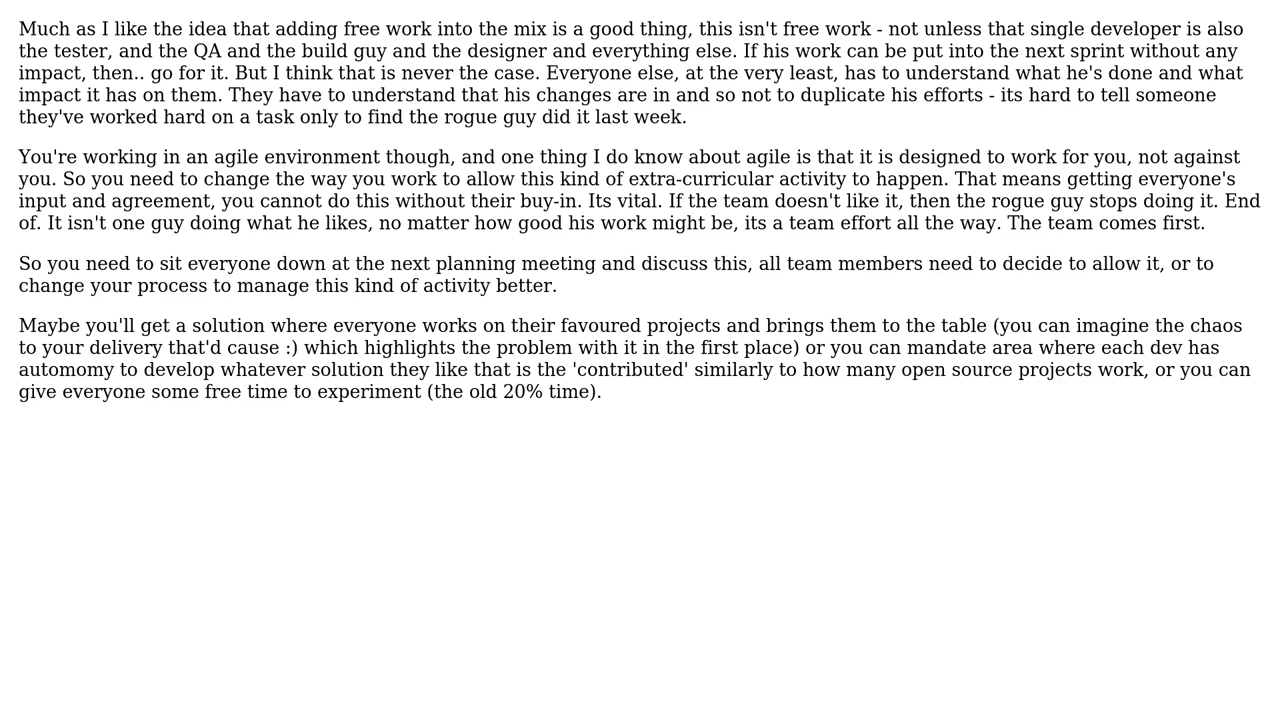 Much as I like the idea that adding free work into the mix is a good thing, this isn't free work - not unless that single developer is also
the tester, and the QA and the build guy and the designer and everything else. If his work can be put into the next sprint without any
impact, then.. go for it. But I think that is never the case. Everyone else, at the very least, has to understand what he's done and what
impact it has on them. They have to understand that his changes are in and so not to duplicate his efforts - its hard to tell someone
they've worked hard on a task only to find the rogue guy did it last week.
You're working in an agile environment though, and one thing I do know about agile is that it is designed to work for you, not against
you. So you need to change the way you work to allow this kind of extra-curricular activity to happen. That means getting everyone's
input and agreement, you cannot do this without their buy-in. Its vital. If the team doesn't like it, then the rogue guy stops doing it. End
of. It isn't one guy doing what he likes, no matter how good his work might be, its a team effort all the way. The team comes first.
So you need to sit everyone down at the next planning meeting and discuss this, all team members need to decide to allow it, or to
change your process to manage this kind of activity better.
Maybe you'll get a solution where everyone works on their favoured projects and brings them to the table (you can imagine the chaos
to your delivery that'd cause :) which highlights the problem with it in the first place) or you can mandate area where each dev has
automomy to develop whatever solution they like that is the 'contributed' similarly to how many open source projects work, or you can
give everyone some free time to experiment (the old 20% time).